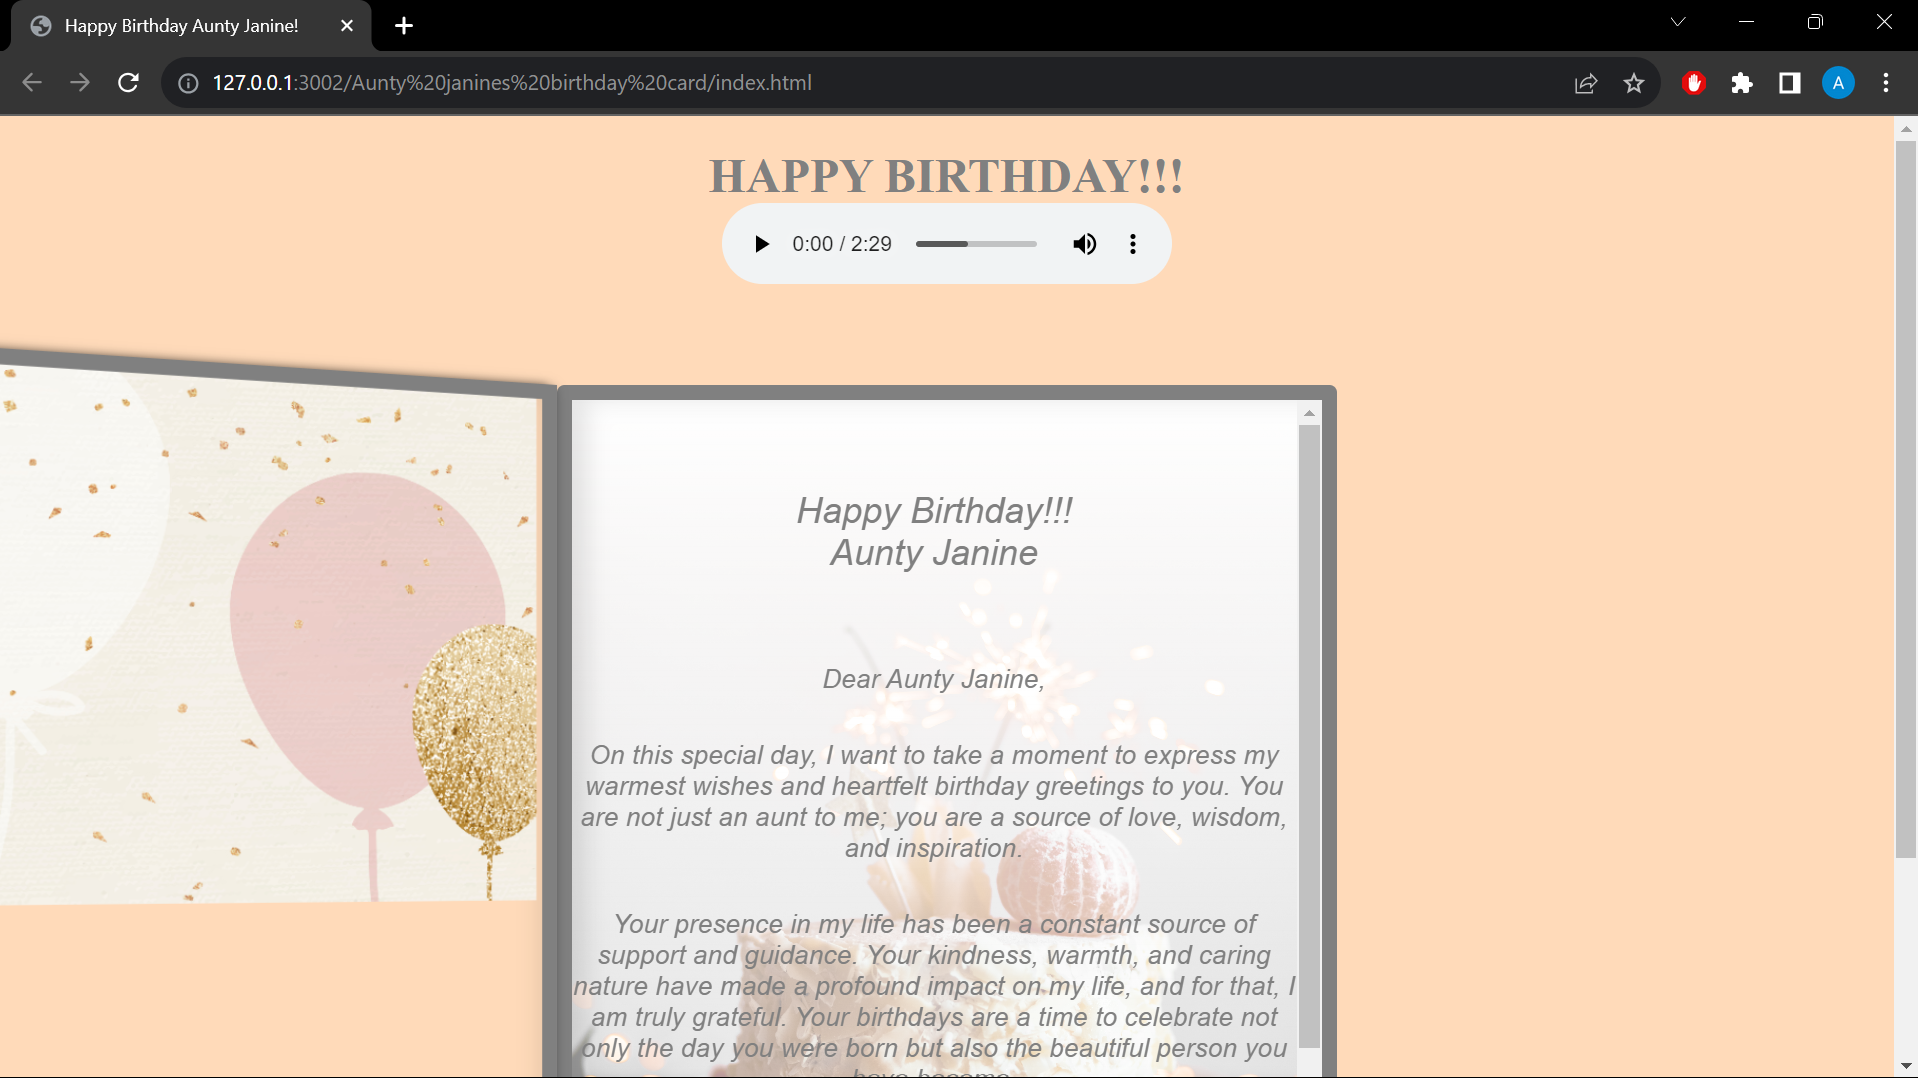 Happy Birthday Aunty Janine!
127.0.0.1:3002/Aunty%20janines%20birthday%20card/index.html
A
HAPPY BIRTHDAY!!!
0:00 / 2:29
Happy Birthday!!!
Aunty Janine
Dear Aunty Janine,
On this special day, I want to take a moment to express my
warmest wishes and heartfelt birthday greetings to you. You
are not just an aunt to me; you are a source of love, wisdom,
and inspiration.
Your presence in my life has been a constant source of
support and guidance. Your kindness, warmth, and caring
nature have made a profound impact on my life, and for that, I
am truly grateful. Your birthdays are a time to celebrate not
only the day you were born but also the beautiful person you
have become